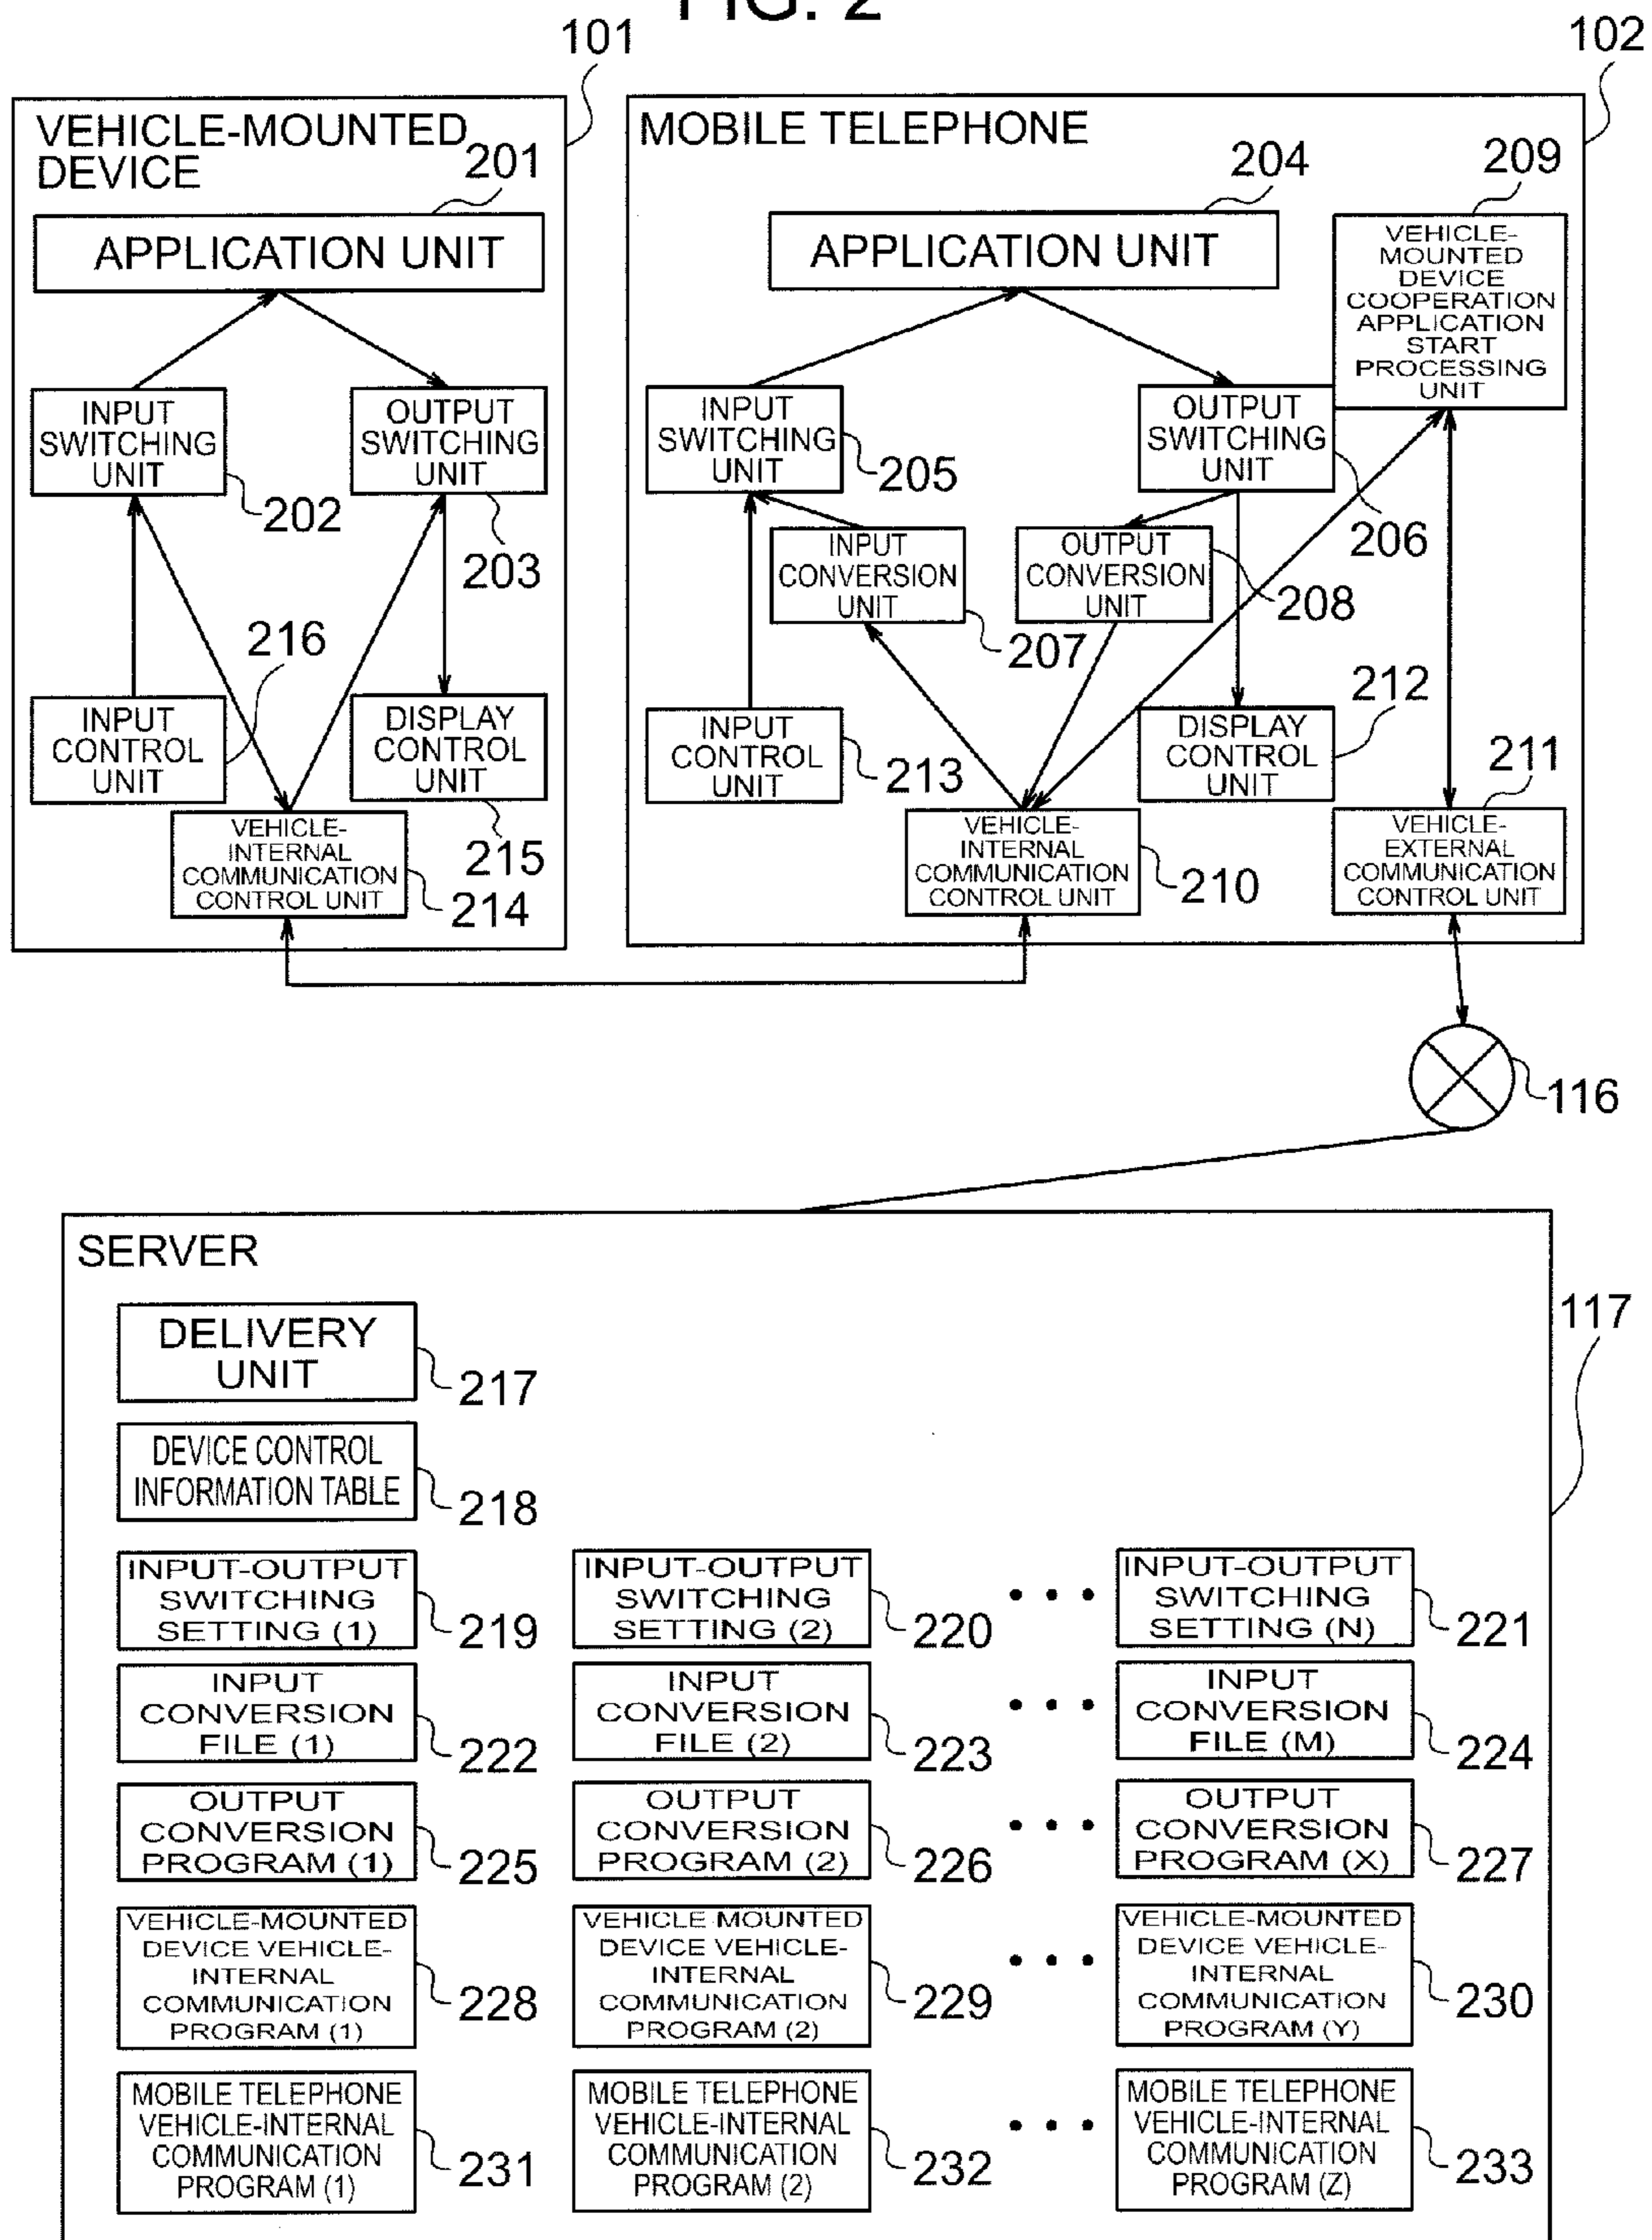 FIG. 2
101
102
VEHICLE-MOUNTED
DEVICE
201
APPLICATION UNIT
INPUT
SWITCHING
UNIT
202
OUTPUT
SWITCHING
UNIT
203
216
INPUT
CONTROL
UNIT
DISPLAY
CONTROL
UNIT
215
VEHICLE-
INTERNAL
COMMUNICATION
CONTROL UNIT
214
MOBILE TELEPHONE
204
APPLICATION UNIT
209
VEHICLE-
MOUNTED
DEVICE
COOPERATION
APPLICATION
START
PROCESSING
UNIT
INPUT
SWITCHING
UNIT
205
OUTPUT
SWITCHING
UNIT
206
INPUT
CONVERSION
UNIT
207
OUTPUT
CONVERSION
UNIT
208
INPUT
CONTROL
UNIT
213
212
DISPLAY
CONTROL
UNIT
211
VEHICLE-
INTERNAL
COMMUNICATION
CONTROL UNIT
210
VEHICLE-
EXTERNAL
COMMUNICATION
CONTROL UNIT
116
SERVER
117
DELIVERY
UNIT
217
DEVICE CONTROL
INFORMATION TABLE
218
INPUT-OUTPUT
SWITCHING
SETTING (1)
219
INPUT-OUTPUT
SWITCHING
SETTING (2)
220
• • •
INPUT-OUTPUT
SWITCHING
SETTING (N)
221
INPUT
CONVERSION
FILE (1)
222
INPUT
CONVERSION
FILE (2)
223
• • •
INPUT
CONVERSION
FILE (M)
224
OUTPUT
CONVERSION
PROGRAM (1)
225
OUTPUT
CONVERSION
PROGRAM (2)
226
• • •
OUTPUT
CONVERSION
PROGRAM (X)
227
VEHICLE-MOUNTED
DEVICE VEHICLE-
INTERNAL
COMMUNICATION
PROGRAM (1)
228
VEHICLE MOUNTED
DEVICE VEHICLE-
INTERNAL
COMMUNICATION
PROGRAM (2)
229
• • •
VEHICLE-MOUNTED
DEVICE VEHICLE-
INTERNAL
COMMUNICATION
PROGRAM (Y)
230
MOBILE TELEPHONE
VEHICLE-INTERNAL
COMMUNICATION
PROGRAM (1)
231
MOBILE TELEPHONE
VEHICLE-INTERNAL
COMMUNICATION
PROGRAM (2)
232
• • •
MOBILE TELEPHONE
VEHICLE-INTERNAL
COMMUNICATION
PROGRAM (Z)
233